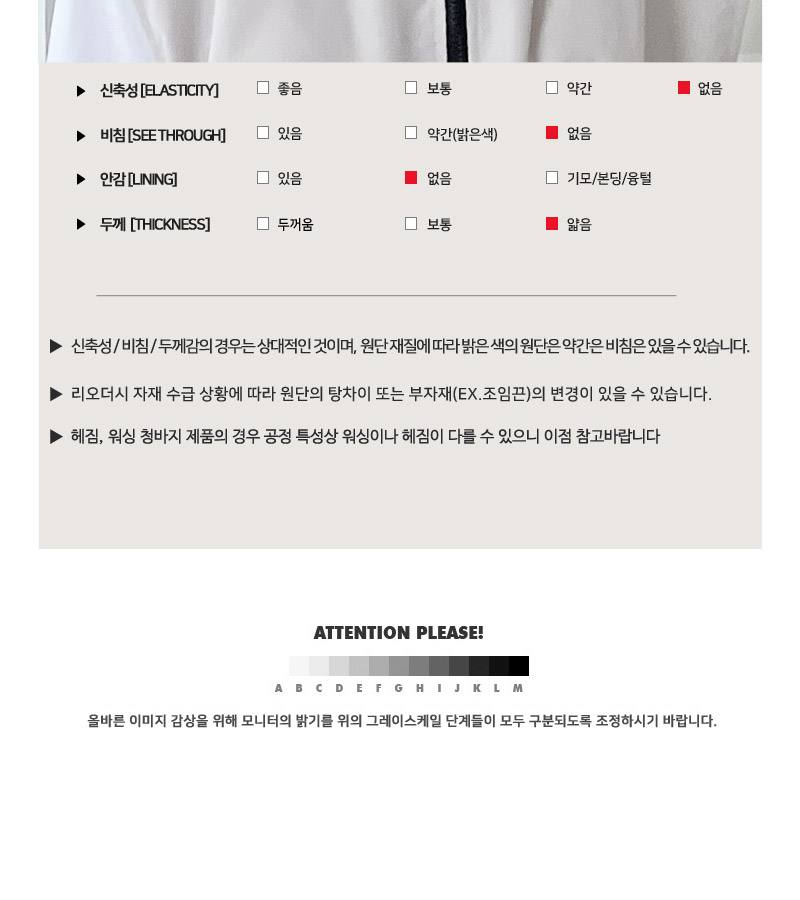 ▶ 신축성 [ELASTICITY] □ 좋음 □ 보통 □ 약간 ■ 없음
▶ 비침 [SEE THROUGH] □ 있음 □ 약간(밝은색) ■ 없음
▶ 안감 [LINING] □ 있음 ■ 없음 □ 기모/본딩/융털
▶ 두께 [THICKNESS] □ 두꺼움 □ 보통 ■ 얇음
▶ 신축성 / 비침 / 두께감의 경우는 상대적인 것이며, 원단 재질에 따라 밝은 색의 원단은 약간은 비침은 있을 수 있습니다.
▶ 리오더시 자재 수급 상황에 따라 원단의 탕차이 또는 부자재(EX.조임끈)의 변경이 있을 수 있습니다.
▶ 헤짐, 워싱 청바지 제품의 경우 공정 특성상 워싱이나 헤짐이 다를 수 있으니 이점 참고바랍니다
ATTENTION PLEASE!
A B C D E F G H I J K L M
올바른 이미지 감상을 위해 모니터의 밝기를 위의 그레이스케일 단계들이 모두 구분되도록 조정하시기 바랍니다.